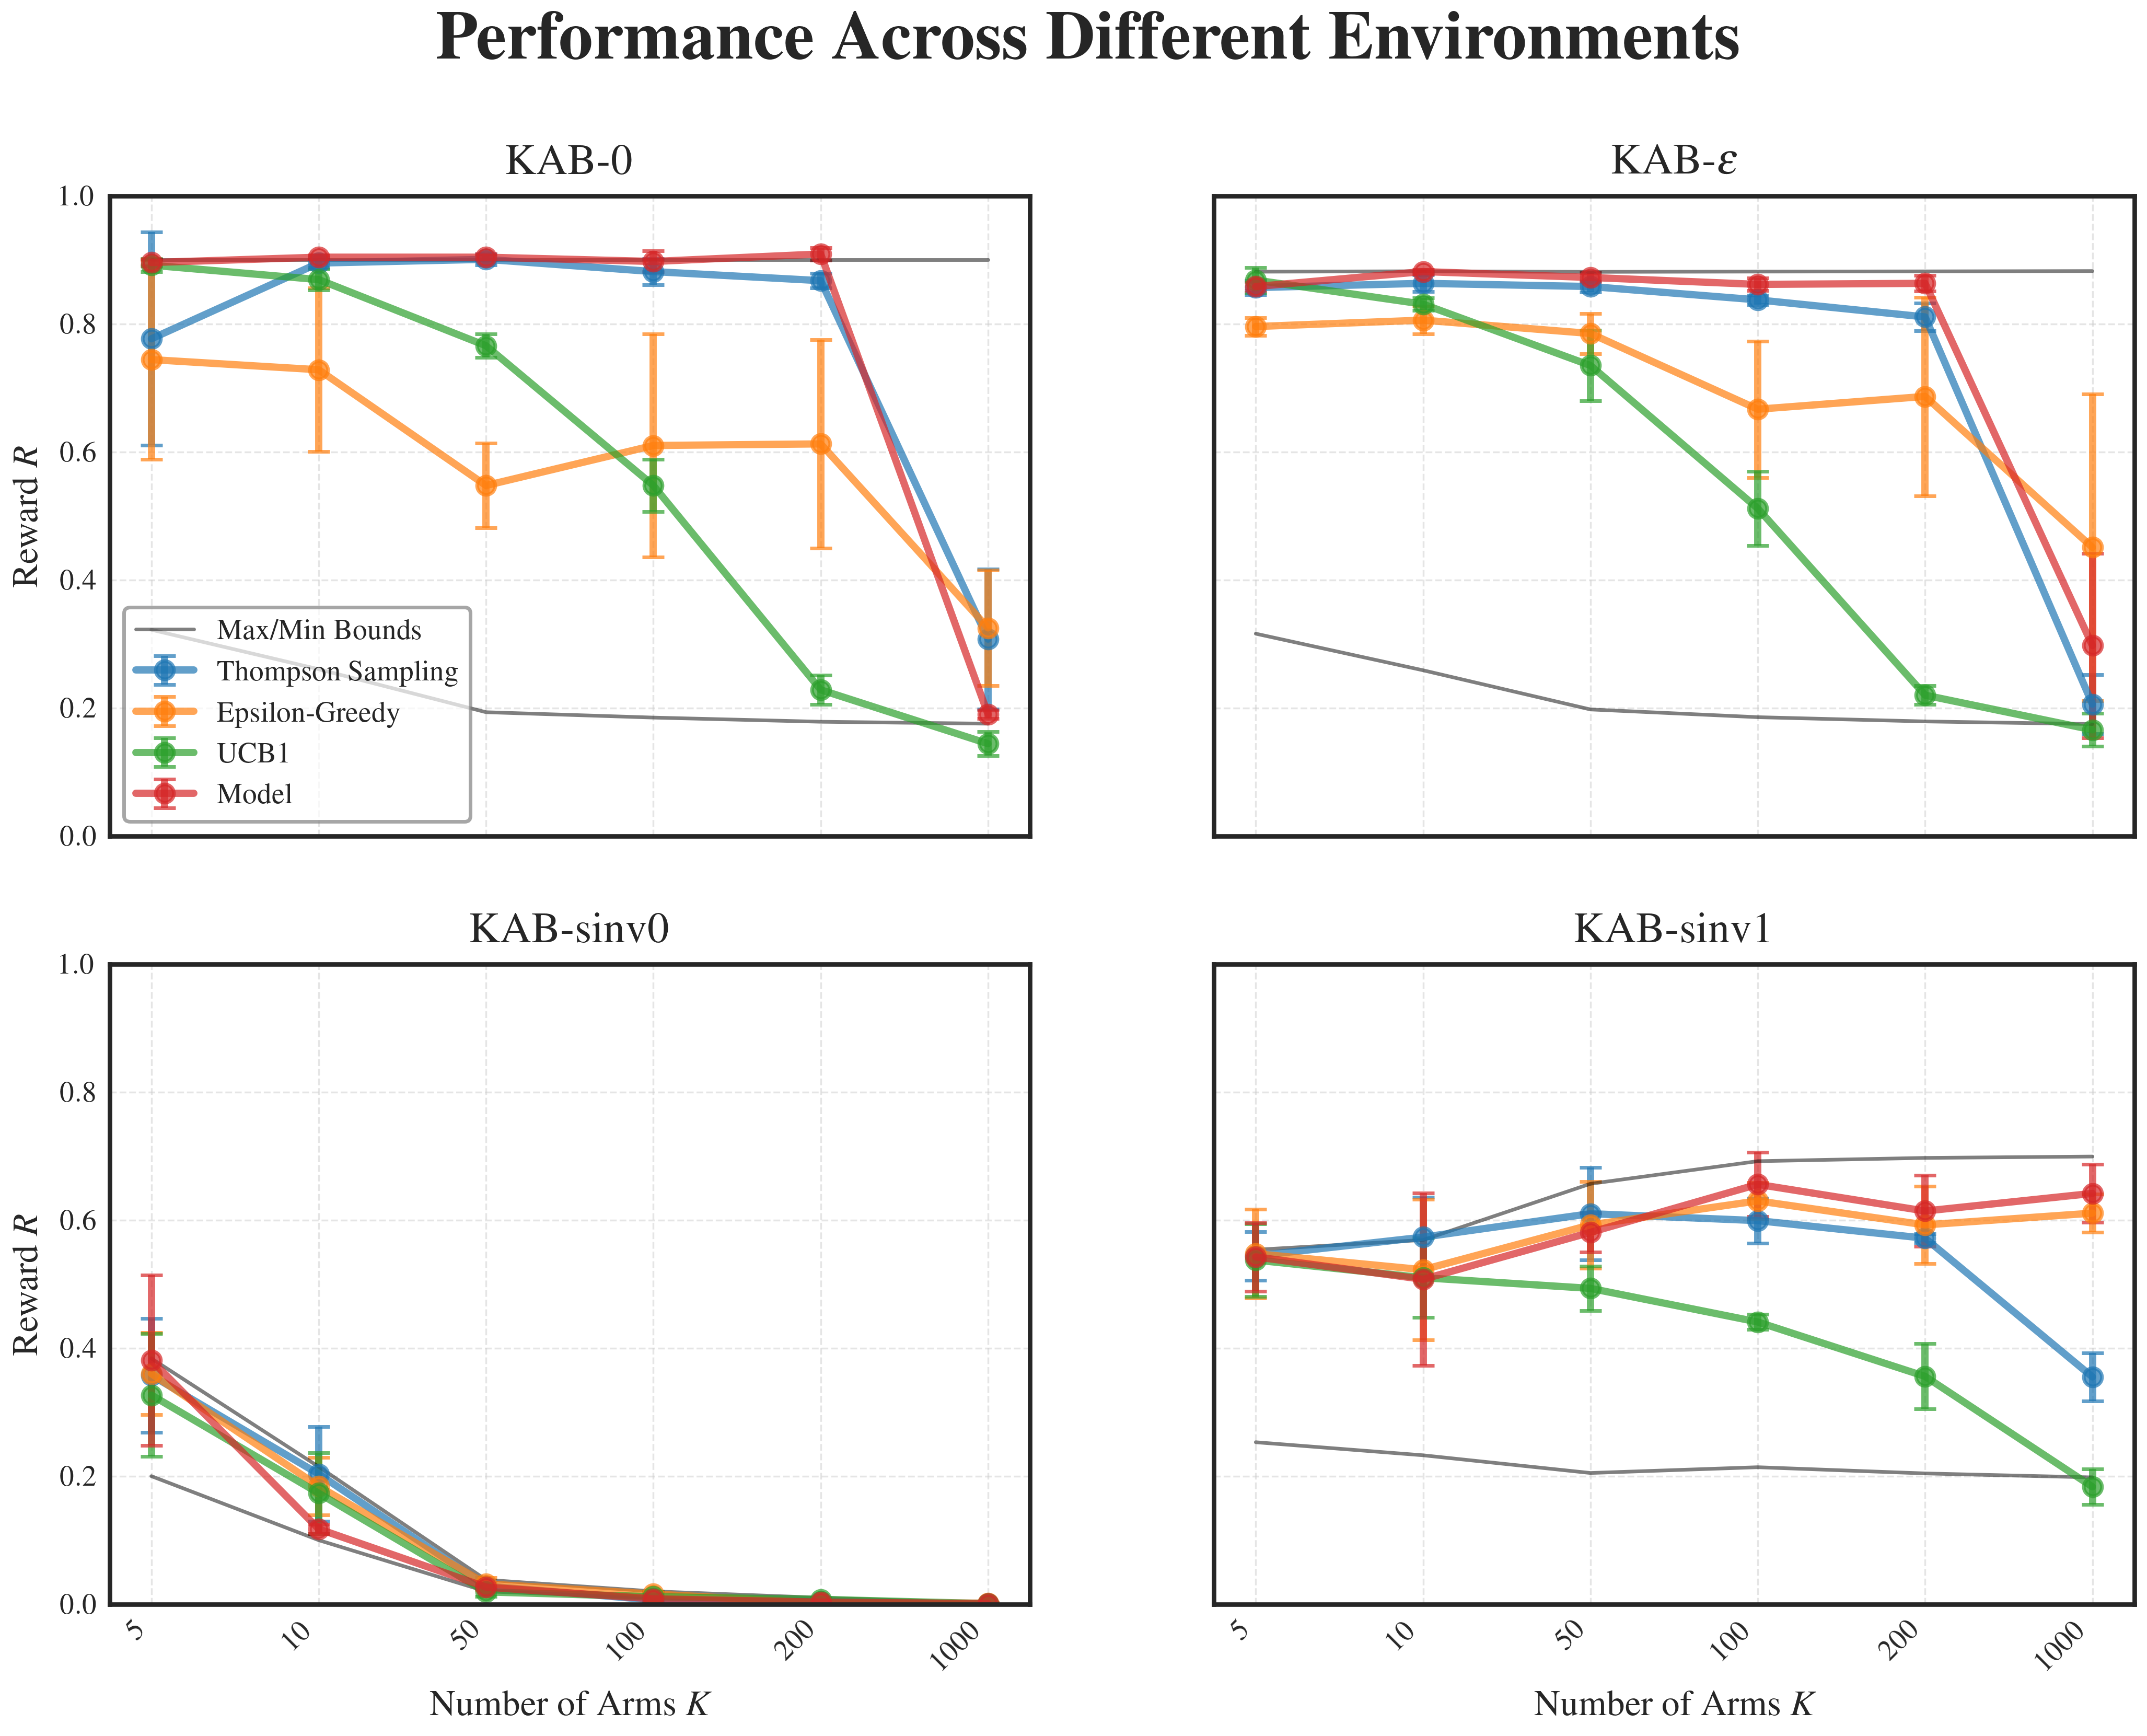 Performance Across Different Environments
KAB-0
KAB-ε
1.0
0.8
0.6
0.4
0.2
0.0
Reward R
Max/Min Bounds
Thompson Sampling
Epsilon-Greedy
UCB1
Model
KAB-sinv0
KAB-sinv1
1.0
0.8
0.6
0.4
0.2
0.0
Reward R
5 10 50 100 200 1000
5 10 50 100 200 1000
Number of Arms K
Number of Arms K